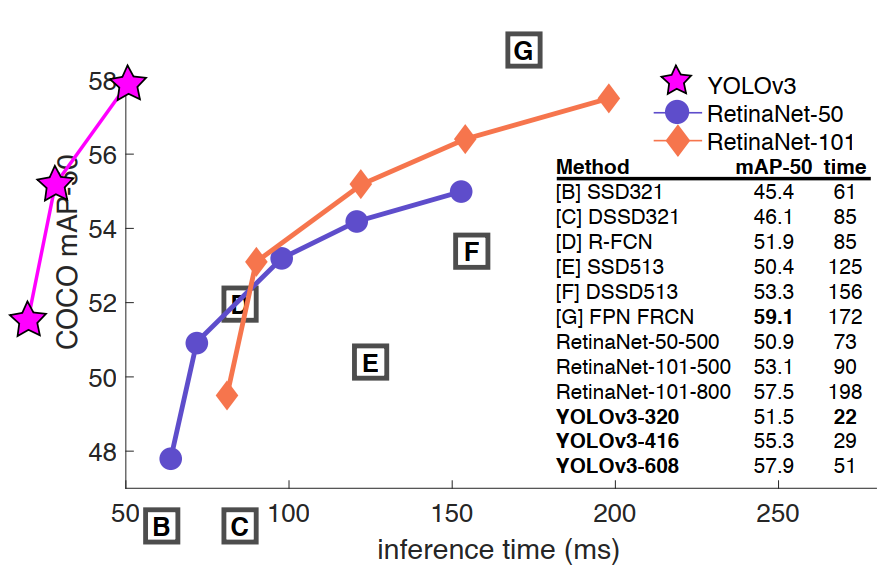 G
58
56
54
52
50
48
COCO mAP-50
D
E
F
B
C
50 100 150 200 250
inference time (ms)
YOLOv3
RetinaNet-50
RetinaNet-101
Method mAP-50 time
[B] SSD321 45.4 61
[C] DSSD321 46.1 85
[D] R-FCN 51.9 85
[E] SSD513 50.4 125
[F] DSSD513 53.3 156
[G] FPN FRCN 59.1 172
RetinaNet-50-500 50.9 73
RetinaNet-101-500 53.1 90
RetinaNet-101-800 57.5 198
YOLOv3-320 51.5 22
YOLOv3-416 55.3 29
YOLOv3-608 57.9 51